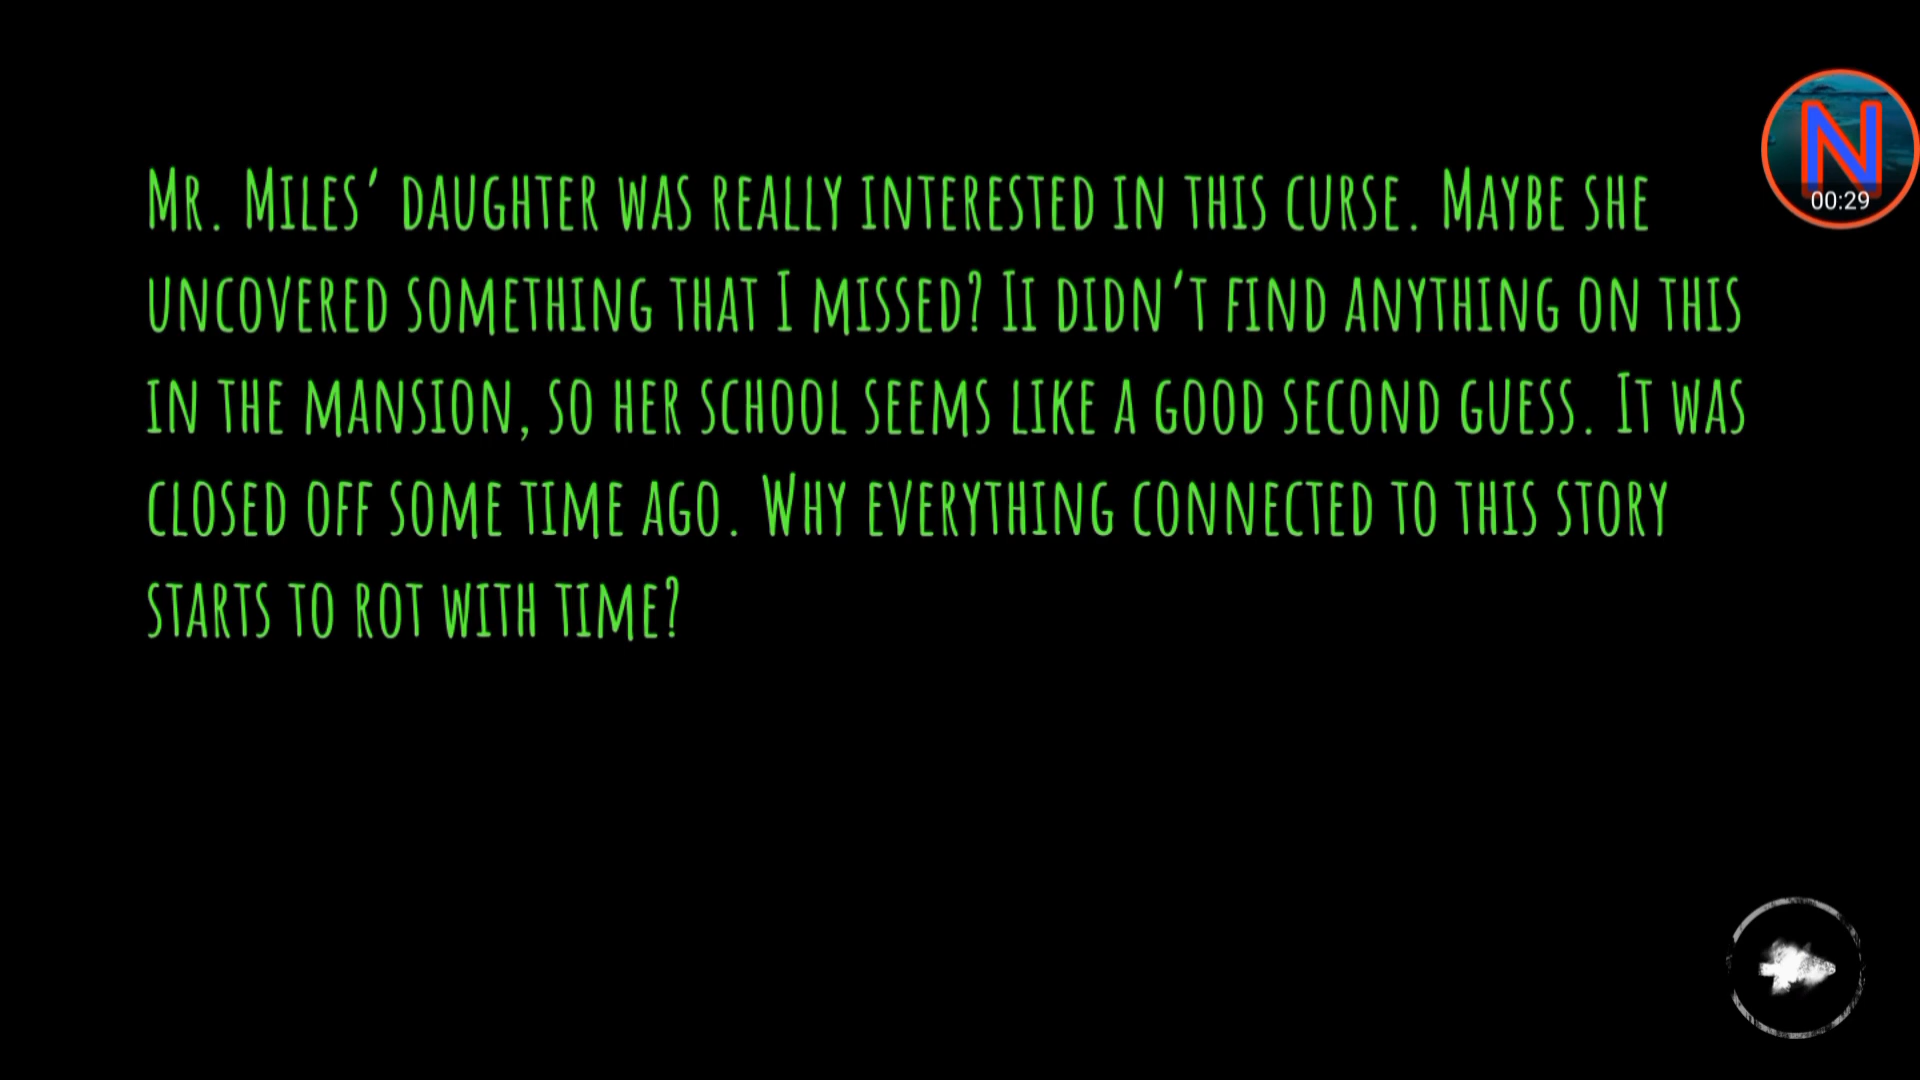 Mr. Miles' daughter was really interested in this curse. Maybe she
uncovered something that I missed? Ii didn't find anything on this
in the mansion, so her school seems like a good second guess. It was
closed off some time ago. Why everything connected to this story
starts to rot with time?
N
00:29